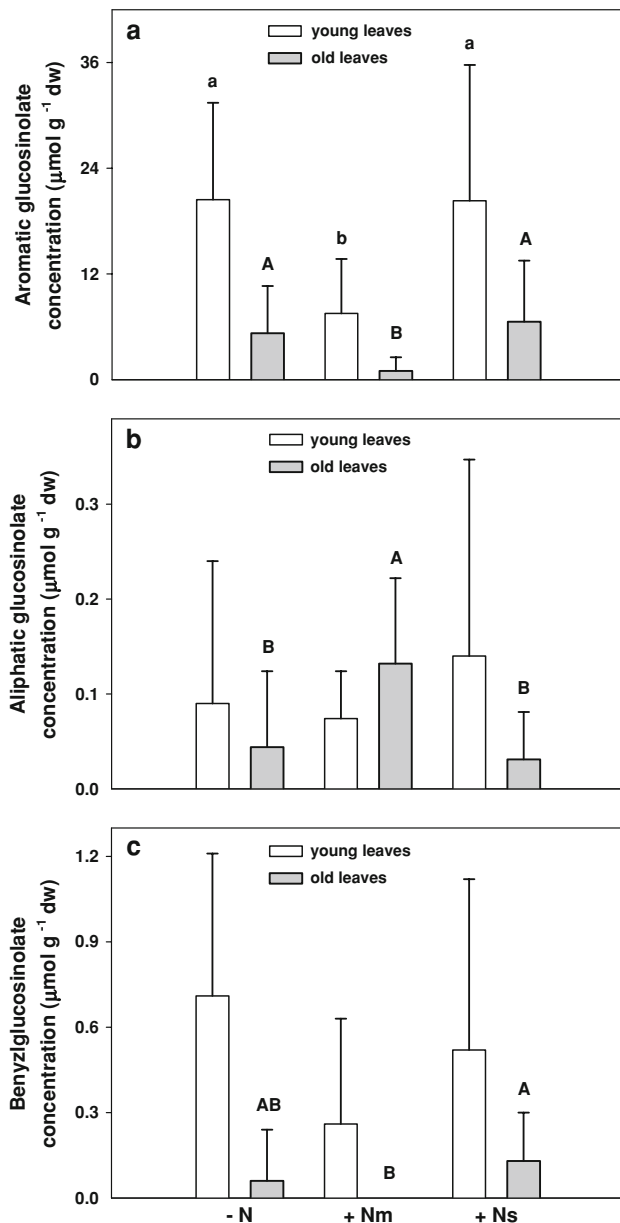 a
young leaves
old leaves
Aromatic glucosinolate
concentration (µmol g ⁻¹ dw)
36
24
12
0
a
A
b
B
a
A
b
young leaves
old leaves
Aliphatic glucosinolate
concentration (µmol g ⁻¹ dw)
0.3
0.2
0.1
0.0
B
A
B
c
young leaves
old leaves
Benyzlglucosinolate
concentration (µmol g ⁻¹ dw)
1.2
0.9
0.6
0.3
0.0
AB
B
A
- N + Nm + Ns